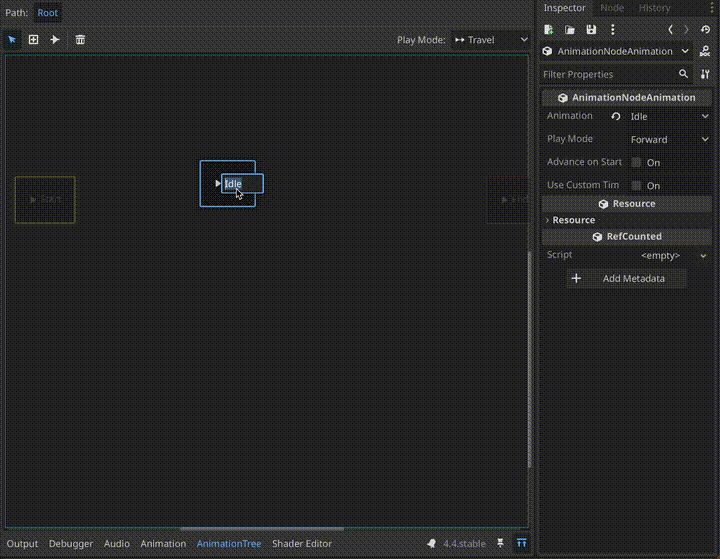 Path: Root
Play Mode: Travel
Start
Idle
End
Output Debugger Audio Animation AnimationTree Shader Editor 4.4.stable
Inspector Node History
AnimationNodeAnimation
Filter Properties
AnimationNodeAnimation
Animation Idle
Play Mode Forward
Advance on Start On
Use Custom Tim On
Resource
Resource
RefCounted
Script <empty>
Add Metadata